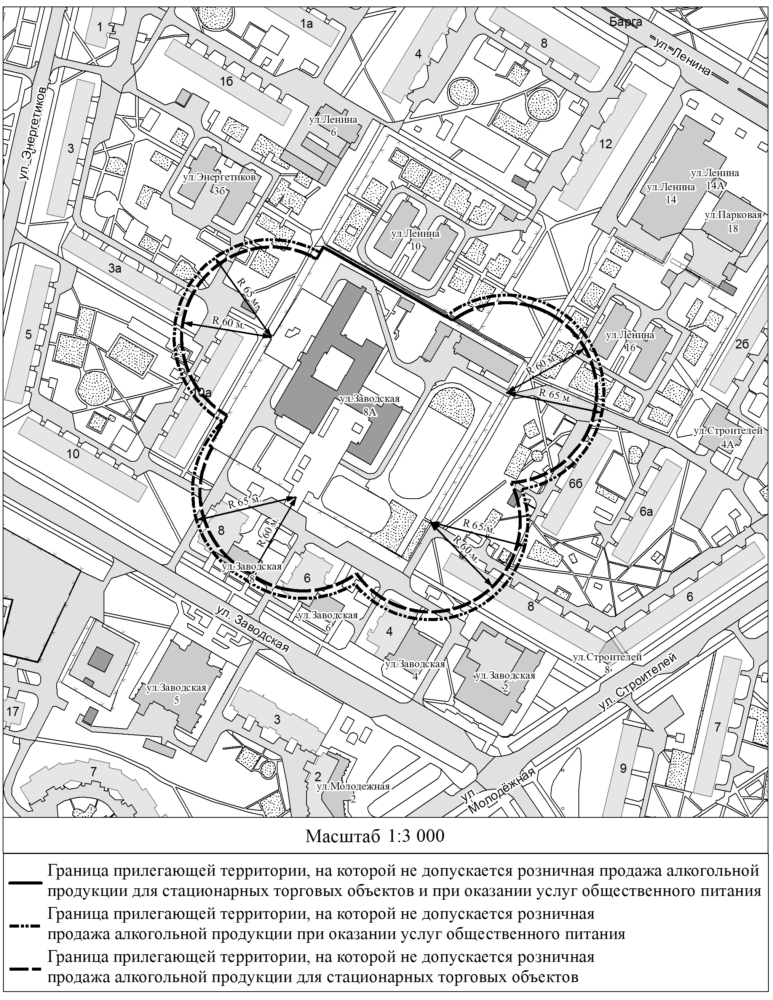 Барга
1
1а
8
4
ул. Ленина
1б
ул. Энергетиков
ул.Ленина
6
3
12
ул.Энергетиков
3б
ул.Ленина
14А
ул.Ленина
14
ул.Парковая
18
ул.Ленина
10
3а
R 65 м.
R 60 м.
5
ул.Ленина
16
2б
R 60 м.
R 65 м.
10а
ул.Заводская
8А
ул.Строителей
4А
10
6б
6а
R 65 м.
R 60 м.
8
R 65 м.
R 60 м.
ул.Заводская
8
6
6
8
ул.Заводская
6
ул. Заводская
4
ул.Заводская
4
ул.Строителей
8
ул.Заводская
2
ул. Строителей
ул.Заводская
5
17
3
7
9
7
2
ул.Молодежная
2
ул.
Молодёжная
Масштаб 1:3 000
Граница прилегающей территории, на которой не допускается розничная продажа алкогольной
продукции для стационарных торговых объектов и при оказании услуг общественного питания
Граница прилегающей территории, на которой не допускается розничная
продажа алкогольной продукции при оказании услуг общественного питания
Граница прилегающей территории, на которой не допускается розничная
продажа алкогольной продукции для стационарных торговых объектов